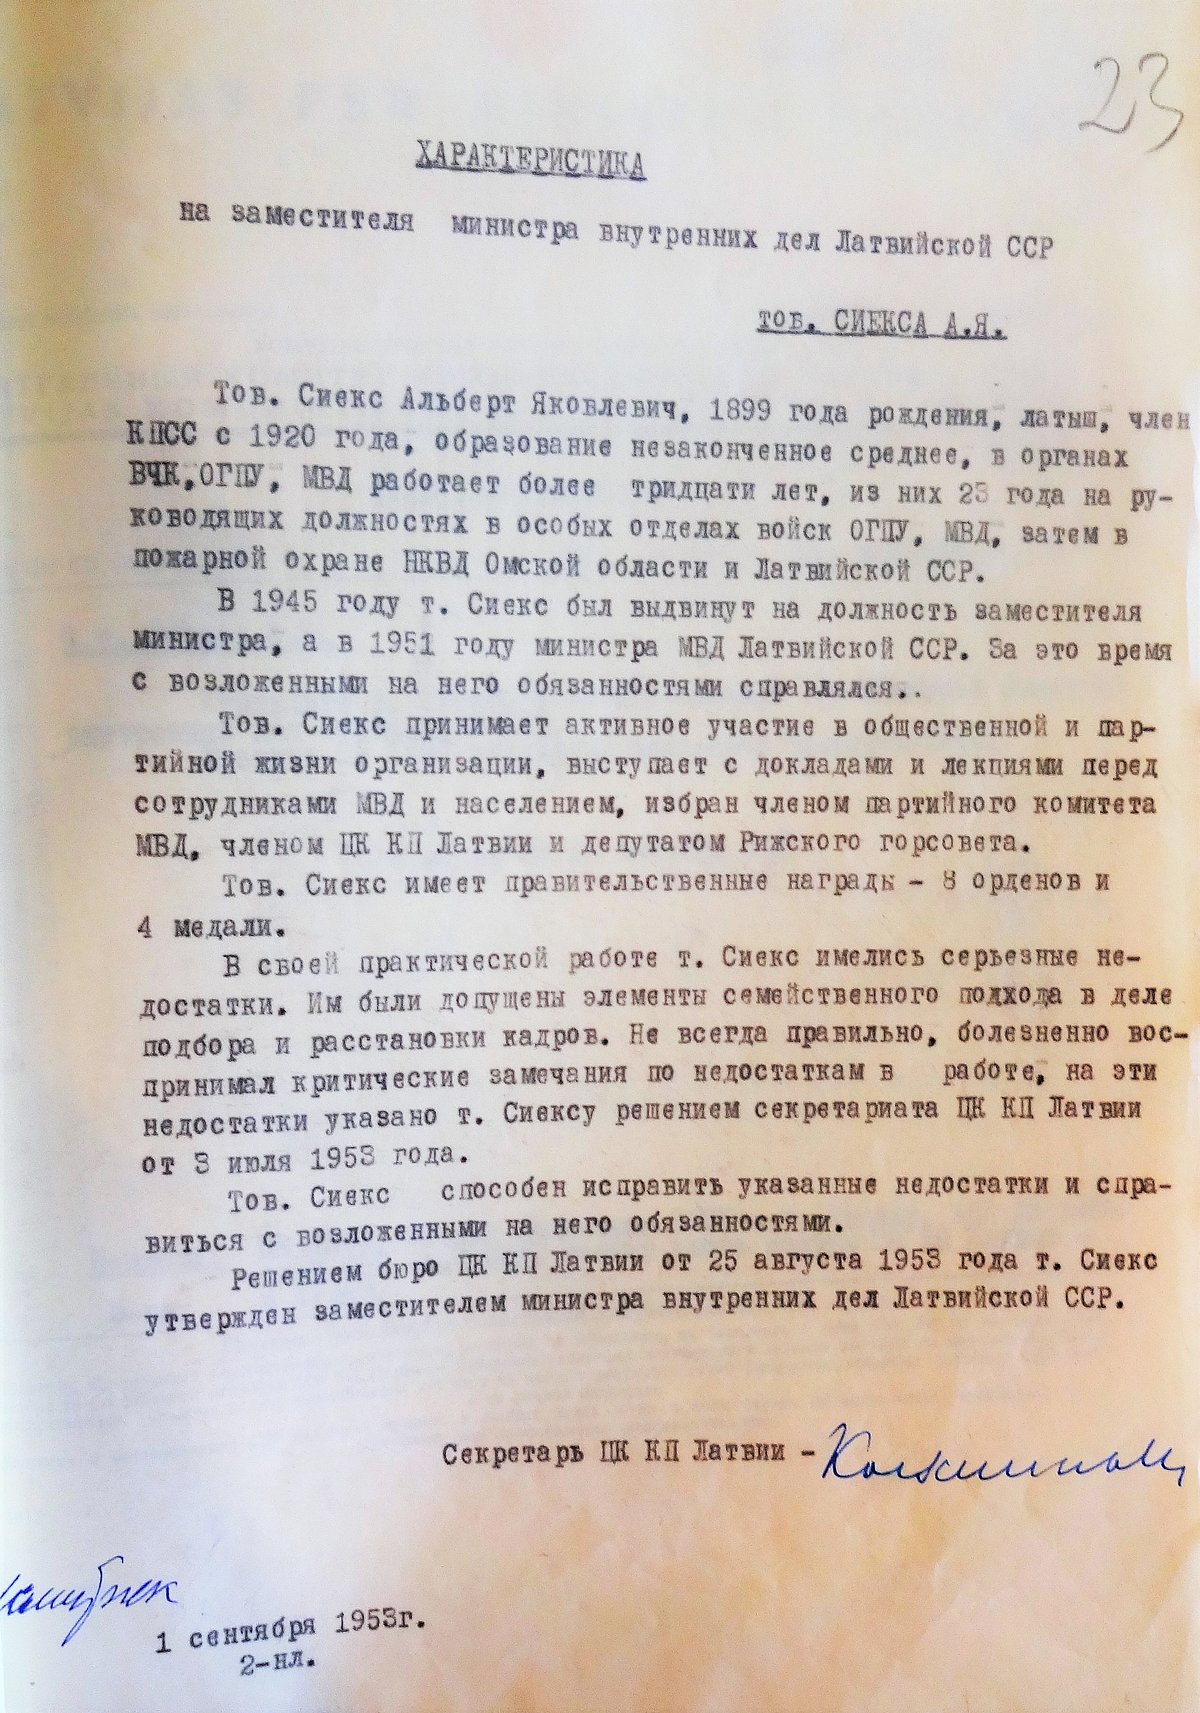 23
ХАРАКТЕРИСТИКА
на заместителя министра внутренних дел Латвийской ССР
тов. СИЕКСА А.Я.
Тов. Сиекс Альберт Яковлевич, 1899 года рождения, латыш, член
КПСС с 1920 года, образование незаконченное среднее, в органах
ВЧК,ОГПУ, МВД работает более тридцати лет, из них 23 года на ру-
ководящих должностях в особых отделах войск ОГПУ, МВД, затем в
пожарной охране НКВД Омской области и Латвийской ССР.
В 1945 году т. Сиекс был выдвинут на должность заместителя
министра, а в 1951 году министра МВД Латвийской ССР. За это время
с возложенными на него обязанностями справлялся..
Тов. Сиекс принимает активное участие в общественной и пар-
тийной жизни организации, выступает с докладами и лекциями перед
сотрудниками МВД и населением, избран членом партийного комитета
МВД, членом ЦК КП Латвии и депутатом Рижского горсовета.
Тов. Сиекс имеет правительственные награды - 8 орденов и
4 медали.
В своей практической работе т. Сиекс имелись серьезные не-
достатки. Им были допущены элементы семейственного подхода в деле
подбора и расстановки кадров. Не всегда правильно, болезненно вос-
принимал критические замечания по недостаткам в работе, на эти
недостатки указано т. Сиексу решением секретариата ЦК КП Латвии
от 3 июля 1953 года.
Тов. Сиекс способен исправить указанные недостатки и спра-
виться с возложенными на него обязанностями.
Решением бюро ЦК КП Латвии от 25 августа 1953 года т. Сиекс
утвержден заместителем министра внутренних дел Латвийской ССР.
Секретарь ЦК КП Латвии -
1 сентября 1953г.
2-нл.